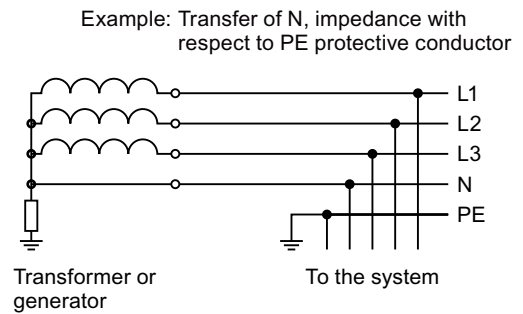 Example: Transfer of N, impedance with
respect to PE protective conductor
L1
L2
L3
N
PE
Transformer or
generator
To the system